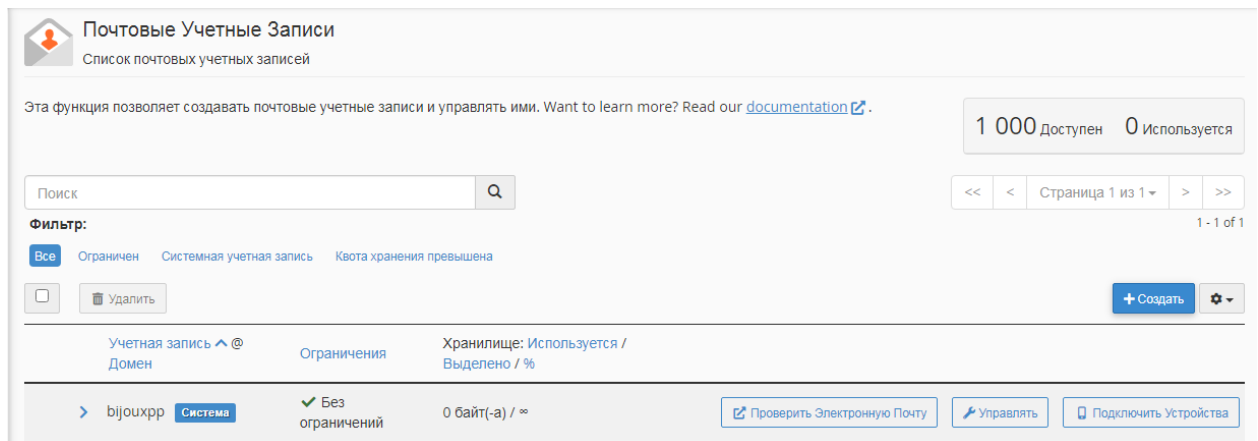 Почтовые Учетные Записи
Список почтовых учетных записей
Эта функция позволяет создавать почтовые учетные записи и управлять ими. Want to learn more? Read our documentation.
1 000 Доступен 0 Используется
Поиск
<< < Страница 1 из 1 > >>
Фильтр:
1 - 1 of 1
Все Ограничен Системная учетная запись Квота хранения превышена
Удалить
+ Создать
Учетная запись @
Домен
Ограничения
Хранилище: Используется /
Выделено / %
bijouxpp Система
Без
ограничений
0 байт(-а) / ∞
Проверить Электронную Почту
Управлять
Подключить Устройства